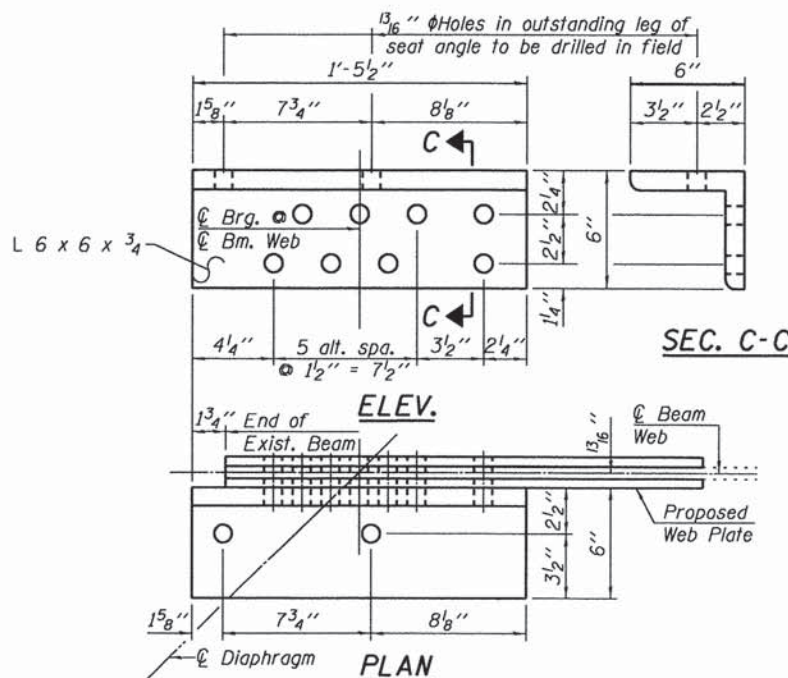 13/16" ϕHoles in outstanding leg of
seat angle to be drilled in field
1'-5 1/2"
6"
1 5/8"
7 3/4"
8 1/8"
3 1/2"
2 1/2"
C
℄ Brg. @
℄ Bm. Web
2 1/4"
2 1/2"
6"
1 1/4"
L 6 x 6 x 3/4
C
SEC. C-C
4 1/4"
5 alt. spa.
@ 1 1/2" = 7 1/2"
3 1/2"
2 1/4"
ELEV.
1 3/4"
End of
Exist. Beam
13/16"
℄ Beam
Web
Proposed
Web Plate
2 1/2"
3 1/2"
6"
1 5/8"
7 3/4"
8 1/8"
℄ Diaphragm
PLAN